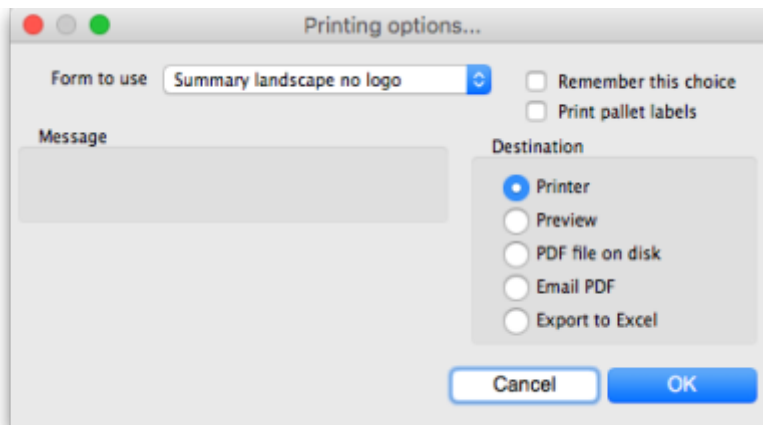 Printing options...
Form to use Summary landscape no logo
Remember this choice
Print pallet labels
Message
Destination
Printer
Preview
PDF file on disk
Email PDF
Export to Excel
Cancel OK